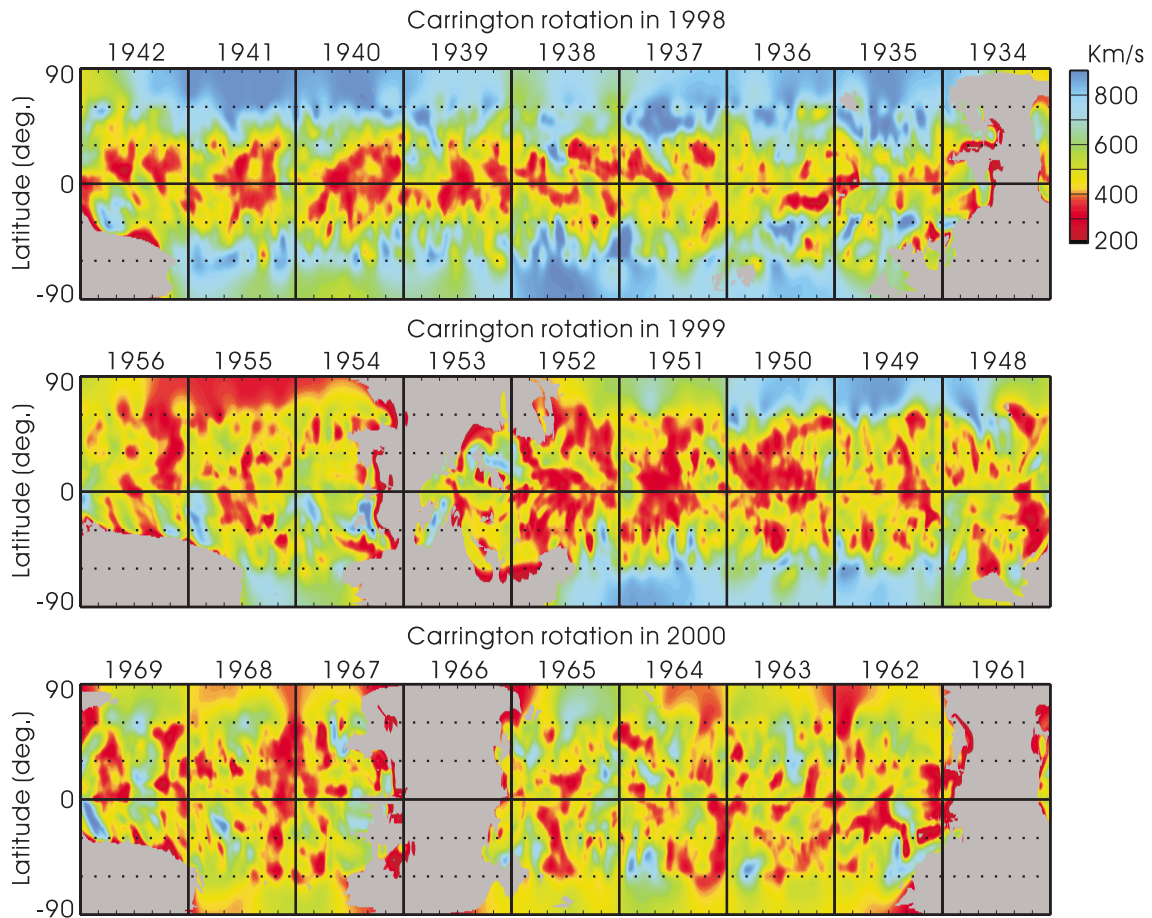 Carrington rotation in 1998
1942 1941 1940 1939 1938 1937 1936 1935 1934
Km/s
90
0
-90
Latitude (deg.)
800
600
400
200
Carrington rotation in 1999
1956 1955 1954 1953 1952 1951 1950 1949 1948
90
0
-90
Latitude (deg.)
Carrington rotation in 2000
1969 1968 1967 1966 1965 1964 1963 1962 1961
90
0
-90
Latitude (deg.)